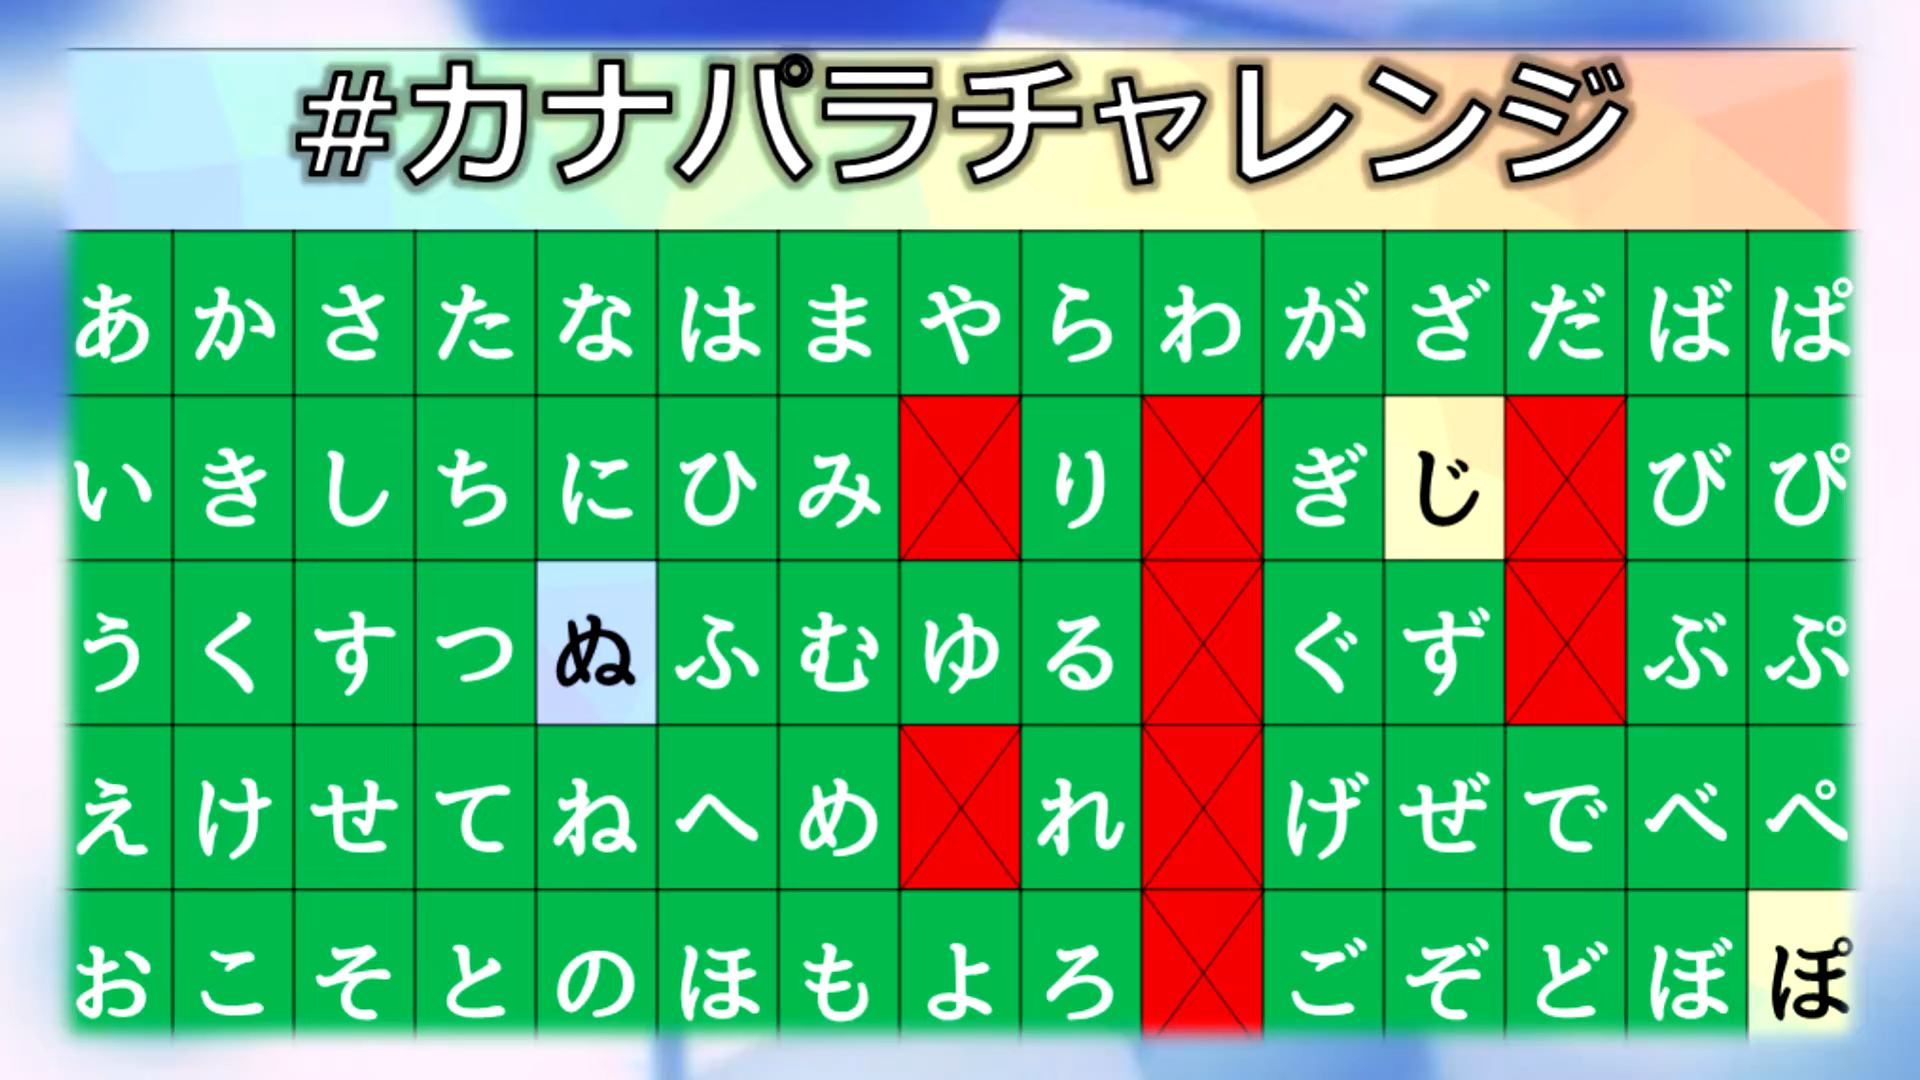 #カナパラチャレンジ
あ か さ た な は ま や ら わ が ざ だ ば ぱ
い き し ち に ひ み り ぎ じ び ぴ
う く す つ ぬ ふ む ゆ る ぐ ず ぶ ぷ
え け せ て ね へ め れ げ ぜ で べ ぺ
お こ そ と の ほ も よ ろ ご ぞ ど ぼ ぽ